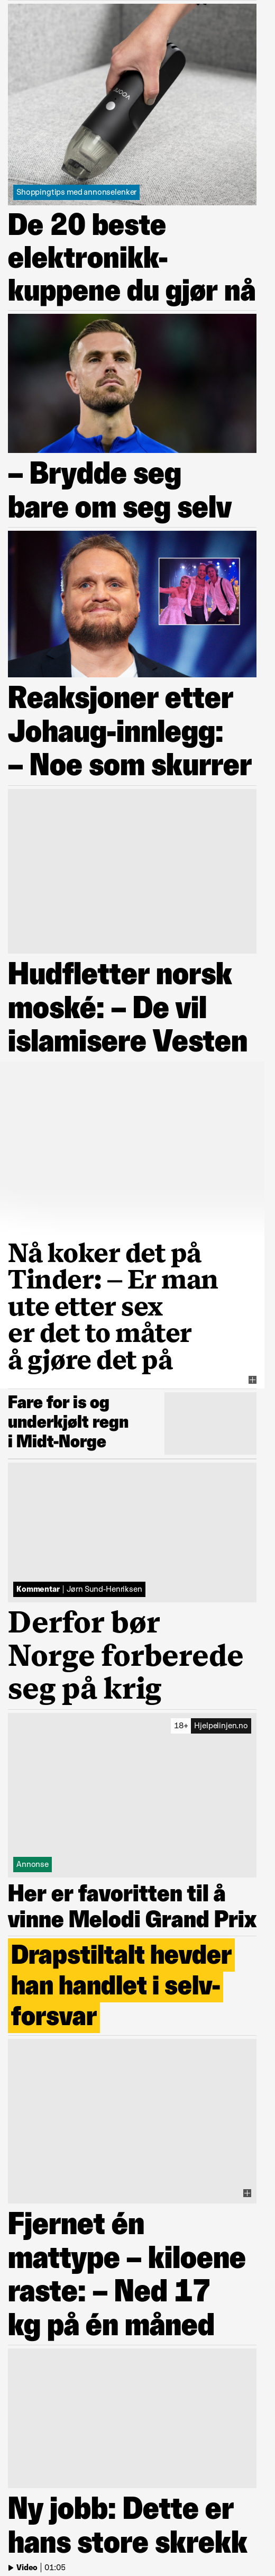 VOONI
Shoppingtips med annonselenker
De 20 beste
elektronikk-
kuppene du gjør nå
– Brydde seg
bare om seg selv
Reaksjoner etter
Johaug-innlegg:
– Noe som skurrer
Hudfletter norsk
moské: – De vil
islamisere Vesten
Nå koker det på
Tinder: – Er man
ute etter sex
er det to måter
å gjøre det på
Fare for is og
underkjølt regn
i Midt-Norge
Kommentar | Jørn Sund-Henriksen
Derfor bør
Norge forberede
seg på krig
18+ Hjelpelinjen.no
Annonse
Her er favoritten til å
vinne Melodi Grand Prix
Drapstiltalt hevder
han handlet i selv-
forsvar
Fjernet én
mattype – kiloene
raste: – Ned 17
kg på én måned
Ny jobb: Dette er
hans store skrekk
Video | 01:05